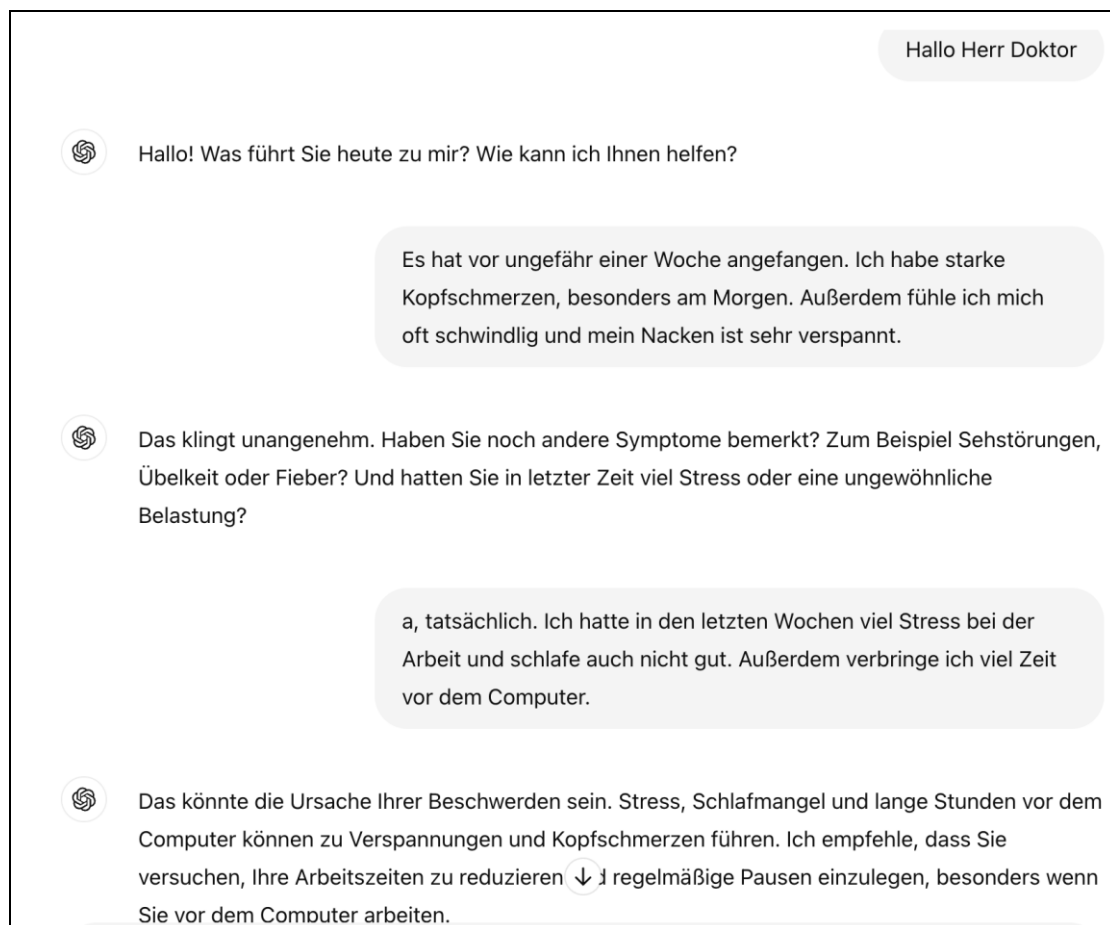 Hallo Herr Doktor
Hallo! Was führt Sie heute zu mir? Wie kann ich Ihnen helfen?
Es hat vor ungefähr einer Woche angefangen. Ich habe starke
Kopfschmerzen, besonders am Morgen. Außerdem fühle ich mich
oft schwindlig und mein Nacken ist sehr verspannt.
Das klingt unangenehm. Haben Sie noch andere Symptome bemerkt? Zum Beispiel Sehstörungen,
Übelkeit oder Fieber? Und hatten Sie in letzter Zeit viel Stress oder eine ungewöhnliche
Belastung?
a, tatsächlich. Ich hatte in den letzten Wochen viel Stress bei der
Arbeit und schlafe auch nicht gut. Außerdem verbringe ich viel Zeit
vor dem Computer.
Das könnte die Ursache Ihrer Beschwerden sein. Stress, Schlafmangel und lange Stunden vor dem
Computer können zu Verspannungen und Kopfschmerzen führen. Ich empfehle, dass Sie
versuchen, Ihre Arbeitszeiten zu reduzieren regelmäßige Pausen einzulegen, besonders wenn
Sie vor dem Computer arbeiten.